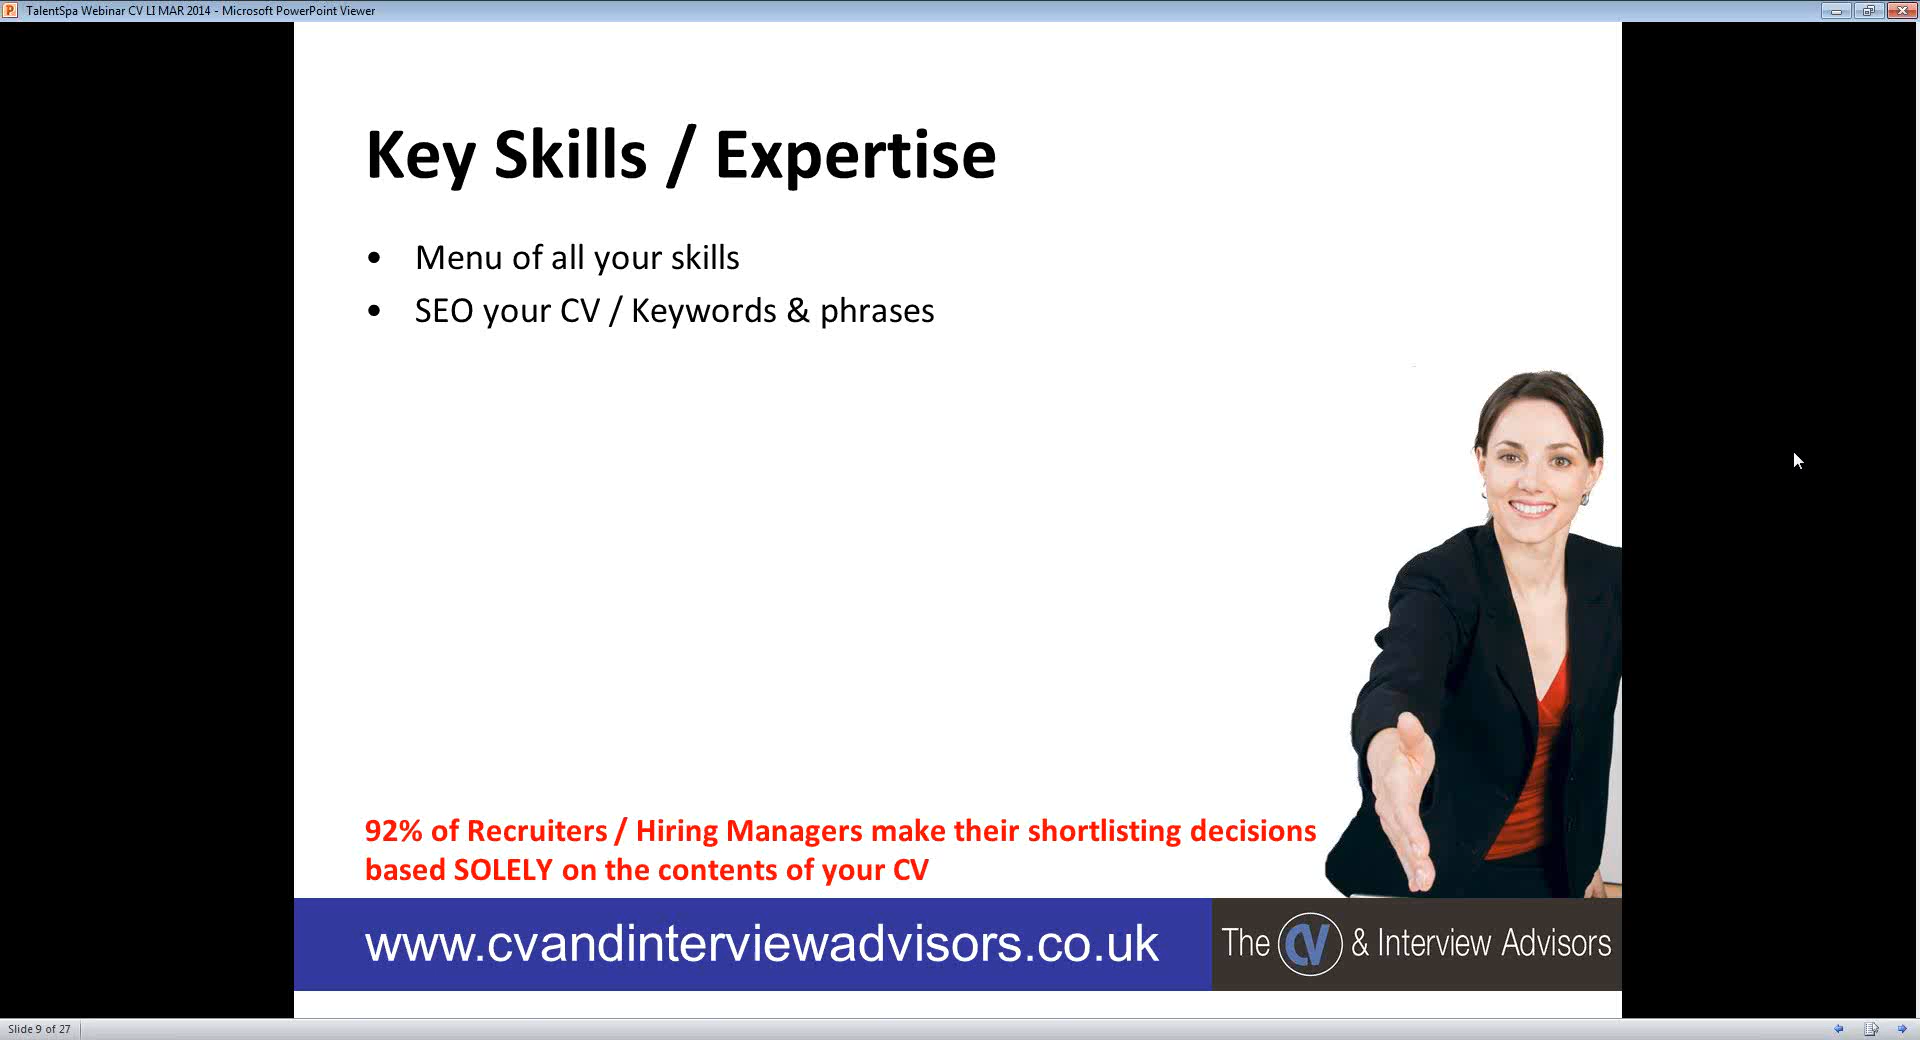 TalentSpa Webinar CV LI MAR 2014 - Microsoft PowerPoint Viewer
Key Skills / Expertise
• Menu of all your skills
• SEO your CV / Keywords & phrases
92% of Recruiters / Hiring Managers make their shortlisting decisions
based SOLELY on the contents of your CV
www.cvandinterviewadvisors.co.uk
The CV & Interview Advisors
Slide 9 of 27